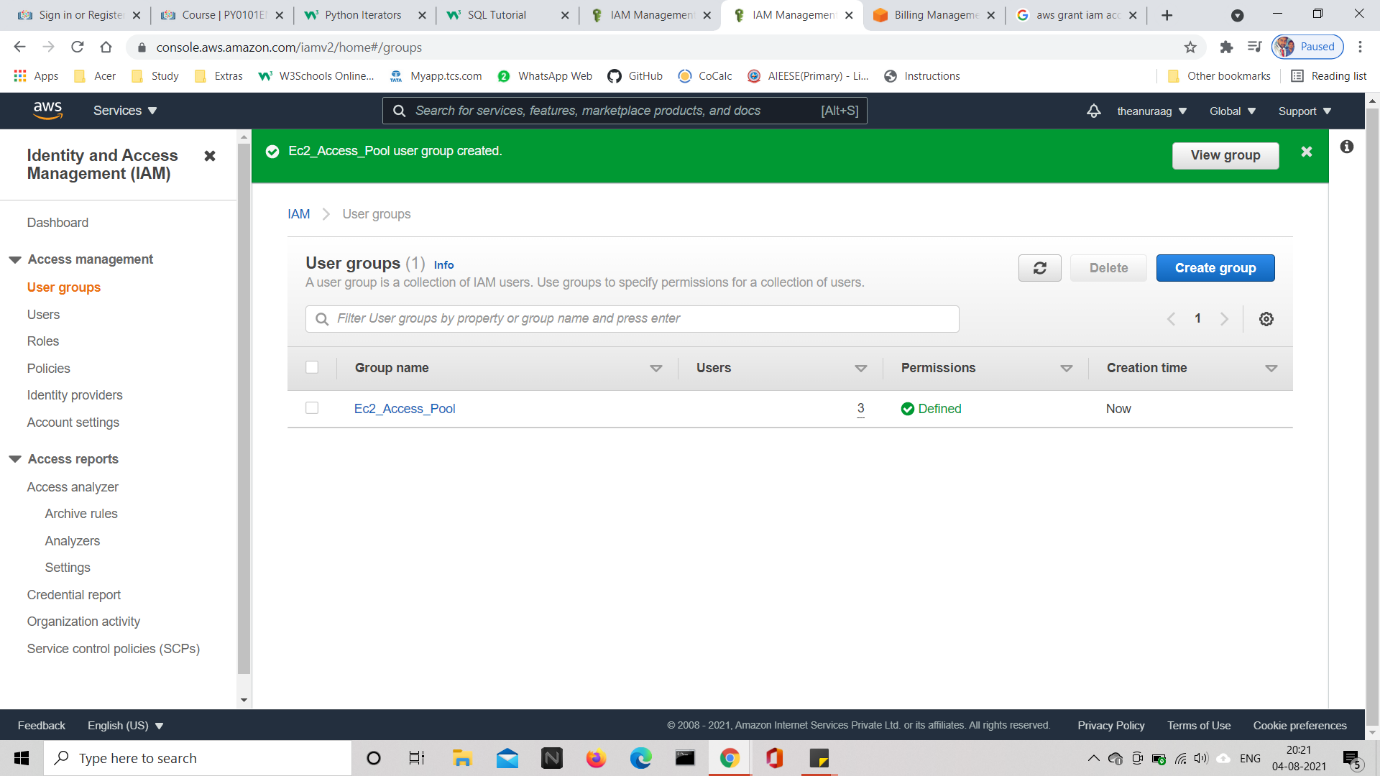 Sign in or Registe
Course | PY0101E
Python Iterators
SQL Tutorial
IAM Management
IAM Management
Billing Manageme
aws grant iam acc
console.aws.amazon.com/iamv2/home#/groups
Paused
Apps
Acer
Study
Extras
W3Schools Online...
Myapp.tcs.com
WhatsApp Web
GitHub
CoCalc
AIEESE(Primary) - Li...
Instructions
Other bookmarks
Reading list
aws
Services
Search for services, features, marketplace products, and docs
[Alt+S]
theanuraag
Global
Support
Identity and Access
Management (IAM)
Dashboard
Access management
User groups
Users
Roles
Policies
Identity providers
Account settings
Access reports
Access analyzer
Archive rules
Analyzers
Settings
Credential report
Organization activity
Service control policies (SCPs)
Ec2_Access_Pool user group created.
View group
IAM
User groups
User groups (1) Info
A user group is a collection of IAM users. Use groups to specify permissions for a collection of users.
Delete
Create group
Filter User groups by property or group name and press enter
1
Group name
Users
Permissions
Creation time
Ec2_Access_Pool
3
Defined
Now
Feedback
English (US)
© 2008 - 2021, Amazon Internet Services Private Ltd. or its affiliates. All rights reserved.
Privacy Policy
Terms of Use
Cookie preferences
Type here to search
ENG
20:21
04-08-2021
5